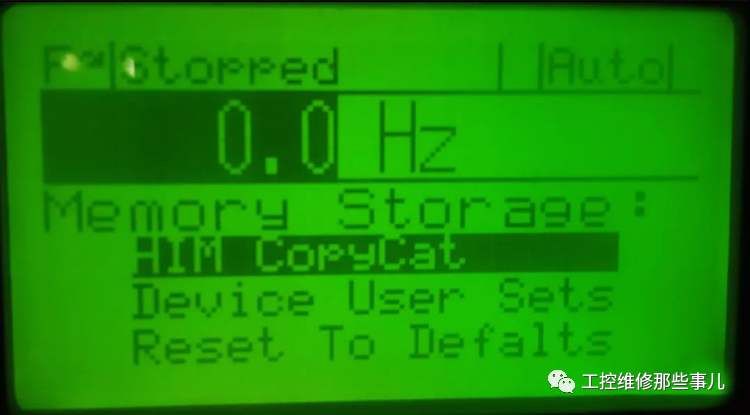 Stopped Auto
0.0 Hz
Memory Storage:
HIM CopyCat
Device User Sets
Reset To Defalts
工控维修那些事儿